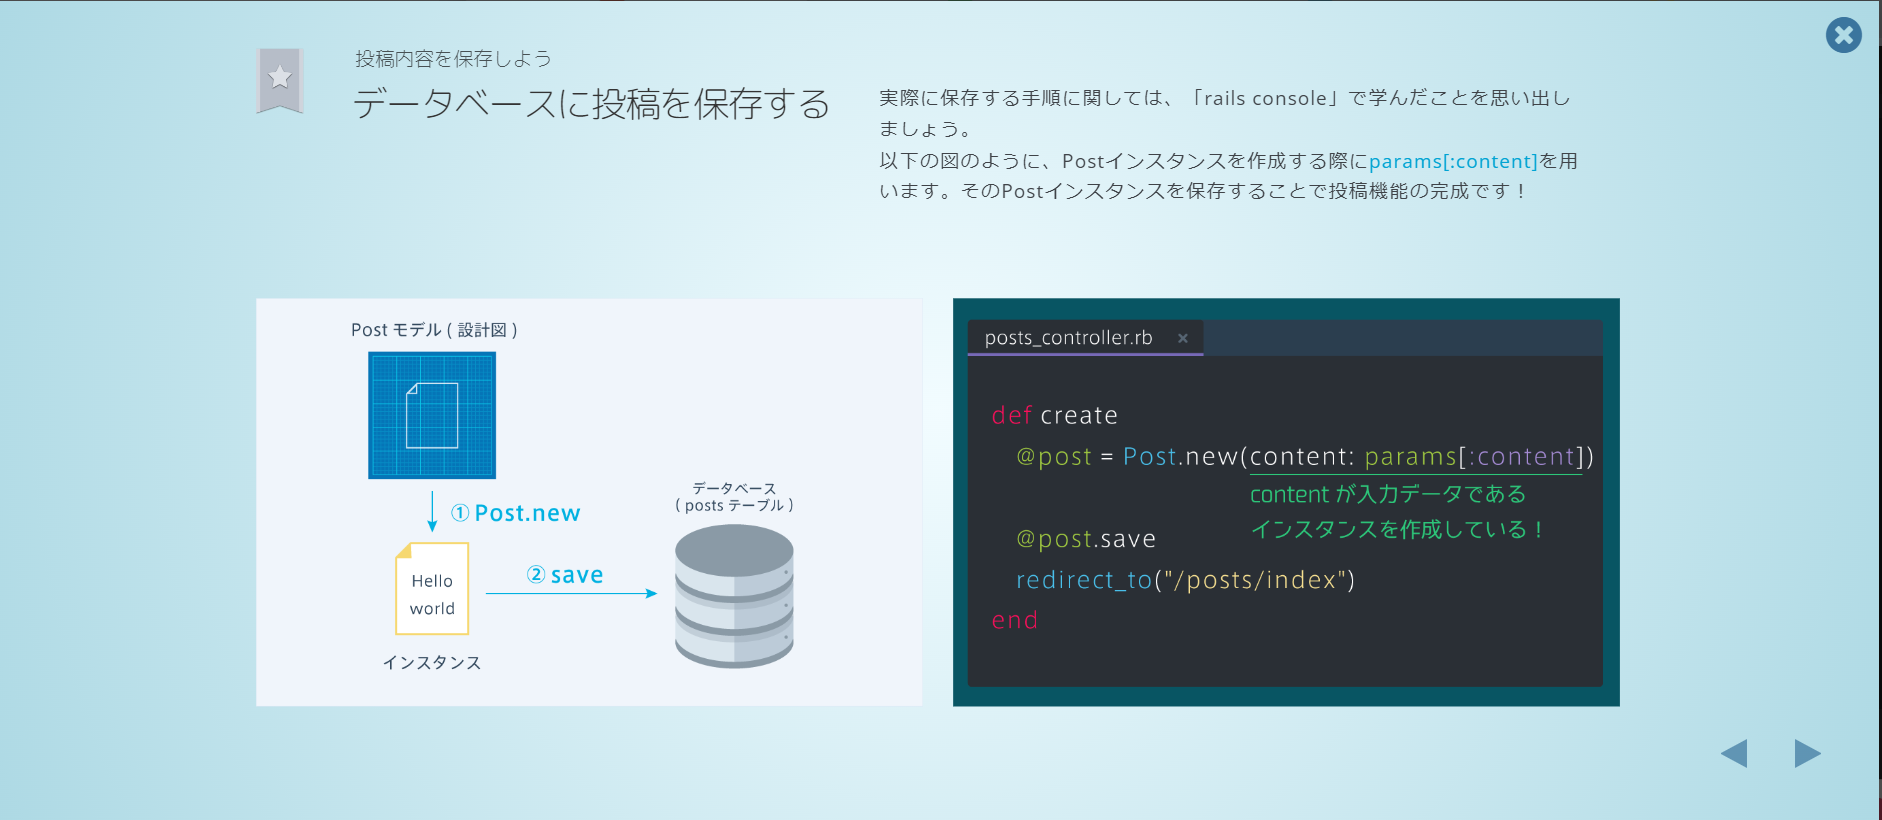 投稿内容を保存しよう
データベースに投稿を保存する
実際に保存する手順に関しては、「rails console」で学んだことを思い出し
ましょう。
以下の図のように、Postインスタンスを作成する際にparams[:content]を用
います。そのPostインスタンスを保存することで投稿機能の完成です！
Post モデル ( 設計図 )
① Post.new
Hello
world
インスタンス
② save
データベース
( posts テーブル )
posts_controller.rb ×
def create
@post = Post.new(content: params[:content])
content が入力データである
インスタンスを作成している！
@post.save
redirect_to("/posts/index")
end